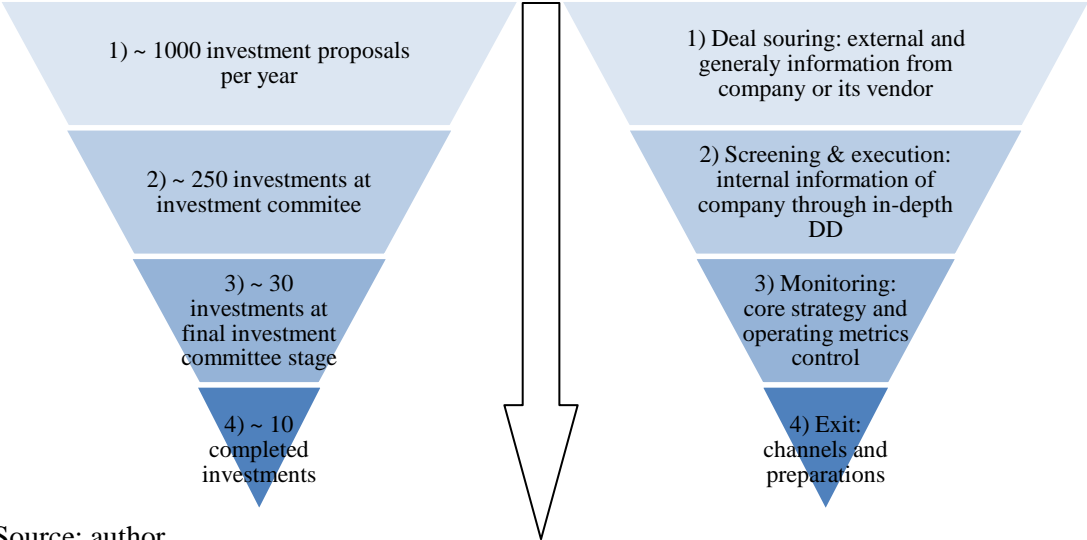 1) ~ 1000 investment proposals
per year
2) ~ 250 investments at
investment commitee
3) ~ 30
investments at
final investment
committee stage
4) ~ 10
completed
investments
1) Deal souring: external and
generaly information from
company or its vendor
2) Screening & execution:
internal information of
company through in-depth
DD
3) Monitoring:
core strategy and
operating metrics
control
4) Exit:
channels and
preparations
Source: author